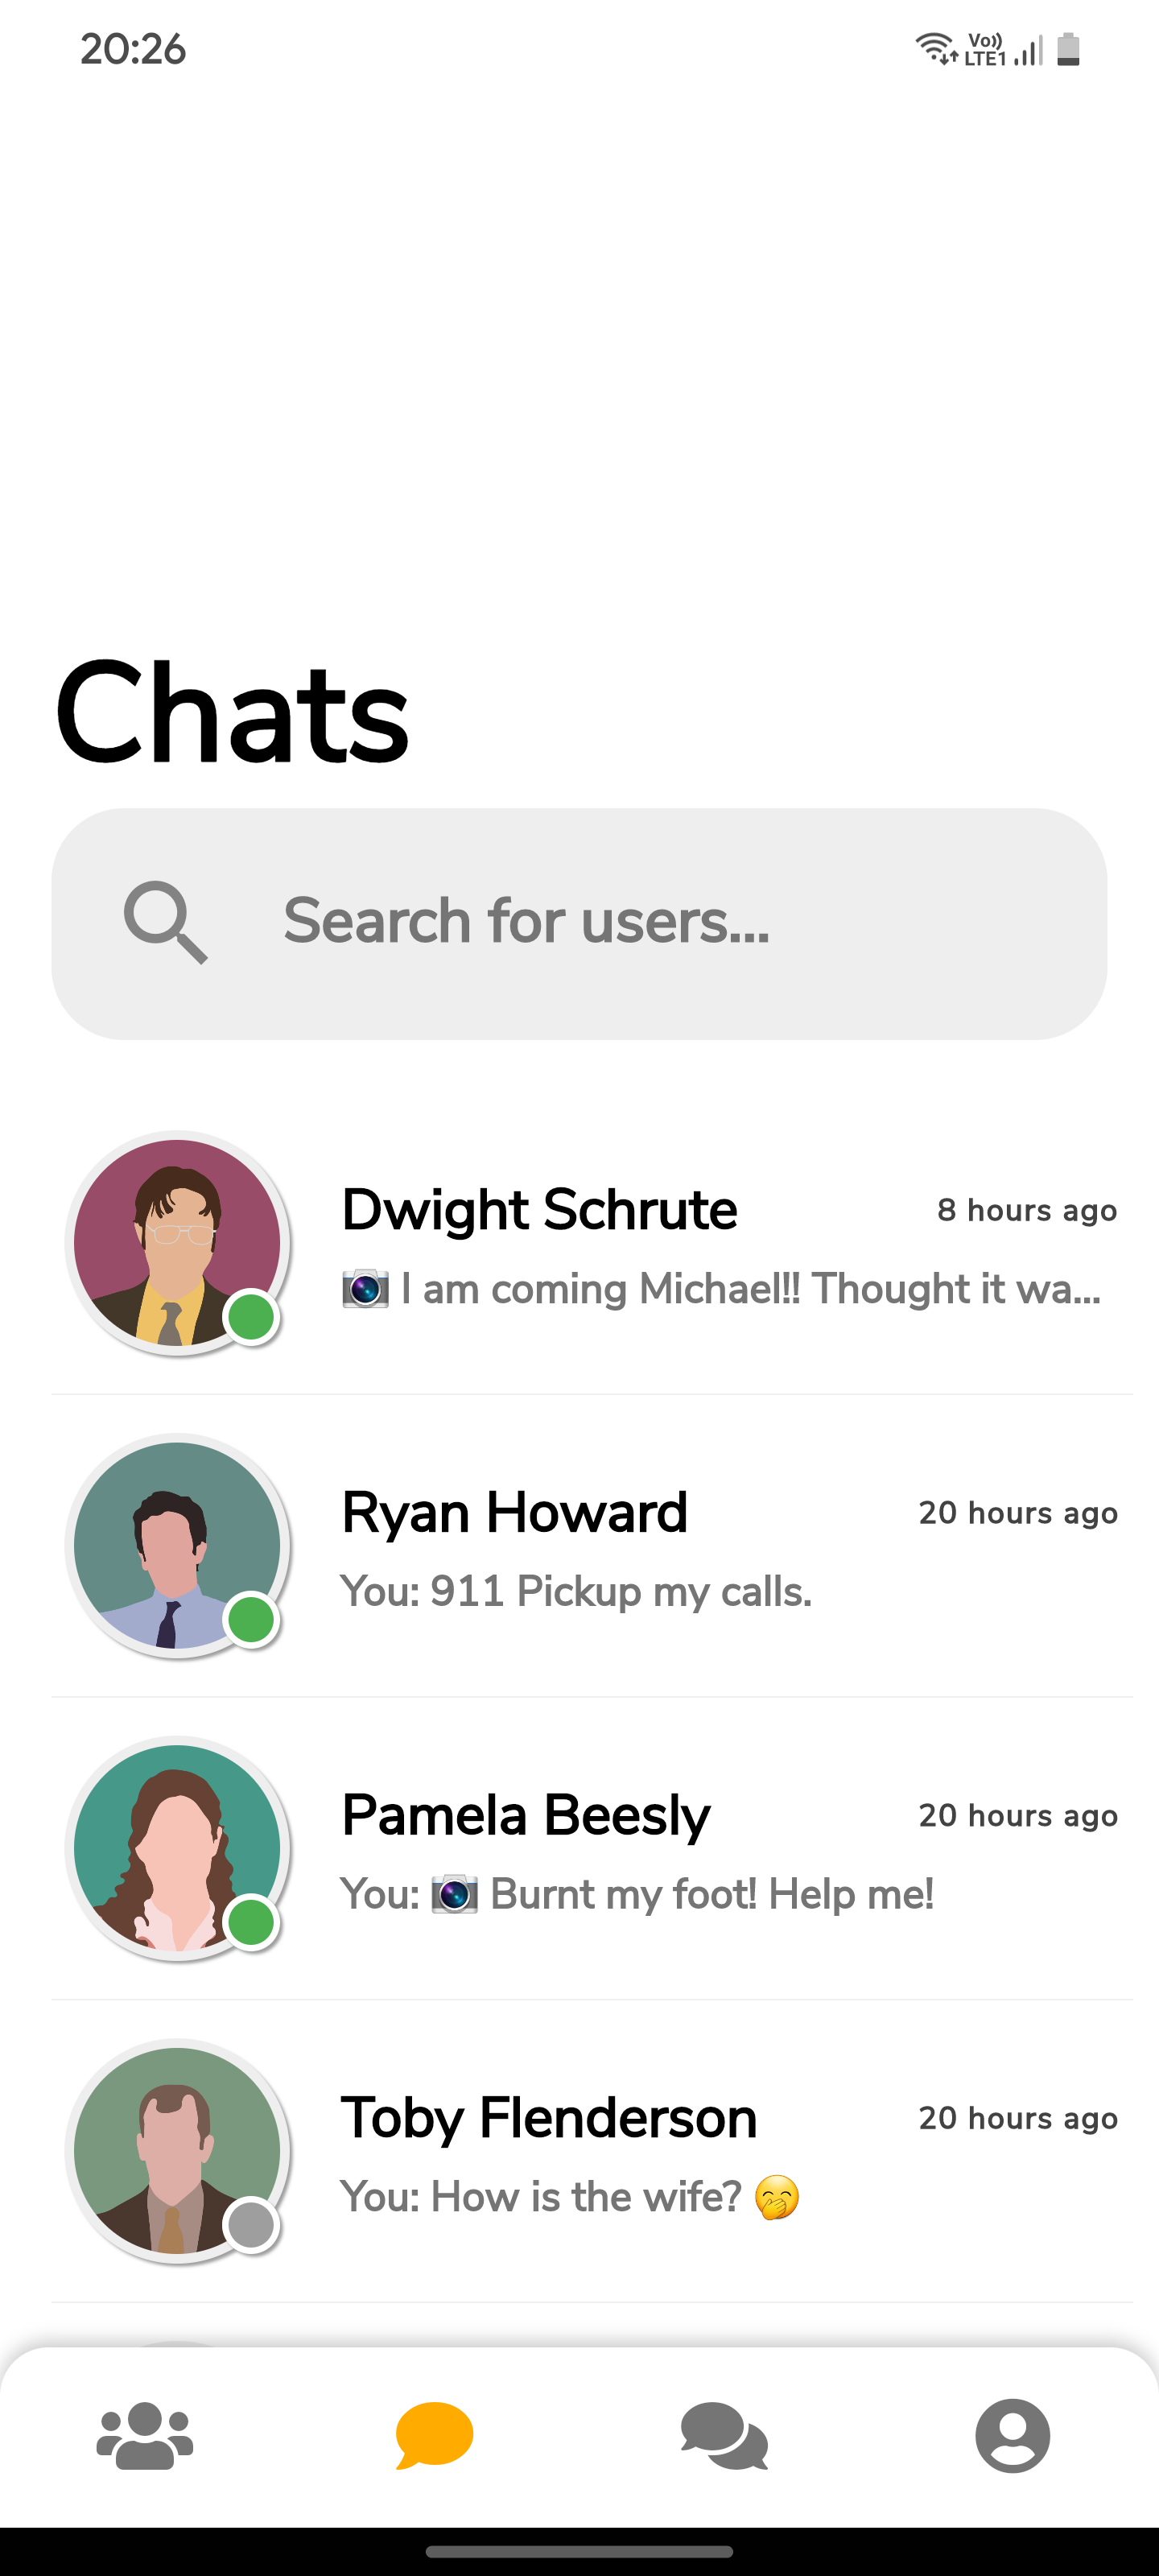 20:26
Vo))
LTE1
Chats
Search for users...
Dwight Schrute
8 hours ago
📷 I am coming Michael!! Thought it wa...
Ryan Howard
20 hours ago
You: 911 Pickup my calls.
Pamela Beesly
20 hours ago
You: 📷 Burnt my foot! Help me!
Toby Flenderson
20 hours ago
You: How is the wife? 🤭